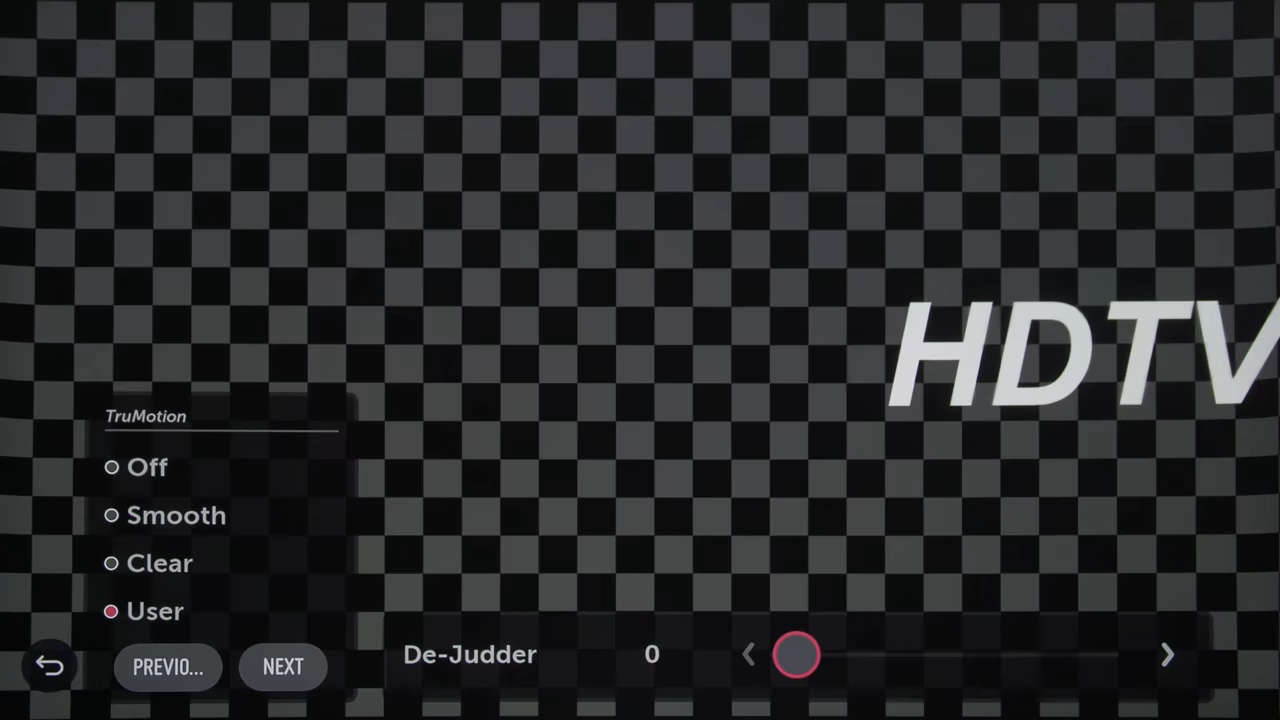 HDTV
TruMotion
Off
Smooth
Clear
User
PREVIO...
NEXT
De-Judder 0